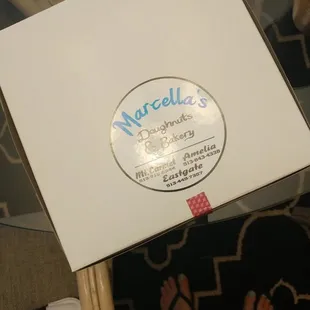 Marcella's
Doughnuts
& Bakery
Mt. Carmel
Amelia
Eastgate